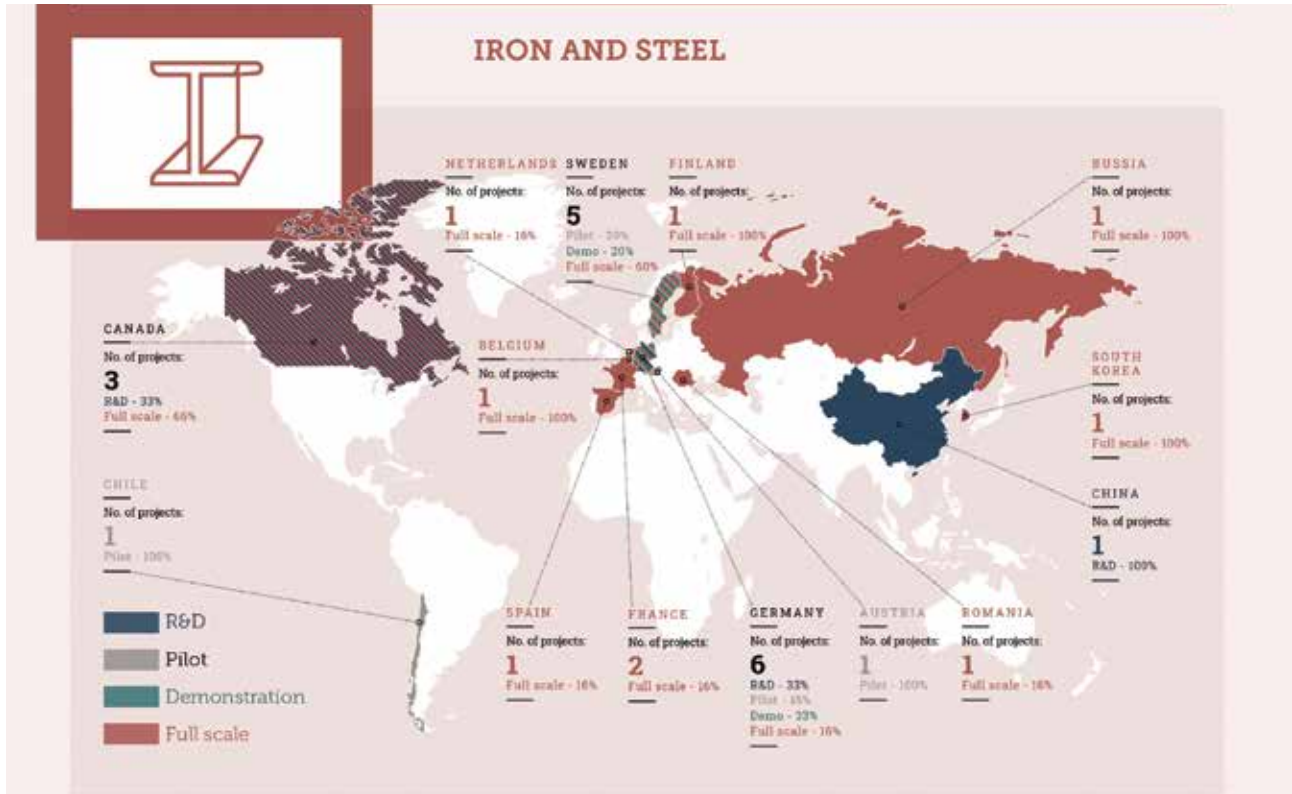 IRON AND STEEL
NETHERLANDS
No. of projects:
1
Full scale - 16%
SWEDEN
No. of projects:
5
Pilot - 20%
Demo - 20%
Full scale - 60%
FINLAND
No. of projects:
1
Full scale - 100%
RUSSIA
No. of projects:
1
Full scale - 100%
CANADA
No. of projects:
3
R&D - 33%
Full scale - 66%
BELGIUM
No. of projects:
1
Full scale - 100%
SOUTH
KOREA
No. of projects:
1
Full scale - 100%
CHILE
No. of projects:
1
Pilot - 100%
CHINA
No. of projects:
1
R&D - 100%
R&D
Pilot
Demonstration
Full scale
SPAIN
No. of projects:
1
Full scale - 16%
FRANCE
No. of projects:
2
Full scale - 16%
GERMANY
No. of projects:
6
R&D - 33%
Pilot
Demo - 33%
Full scale - 16%
AUSTRIA
No. of projects:
1
Pilot - 100%
ROMANIA
No. of projects:
1
Full scale - 16%